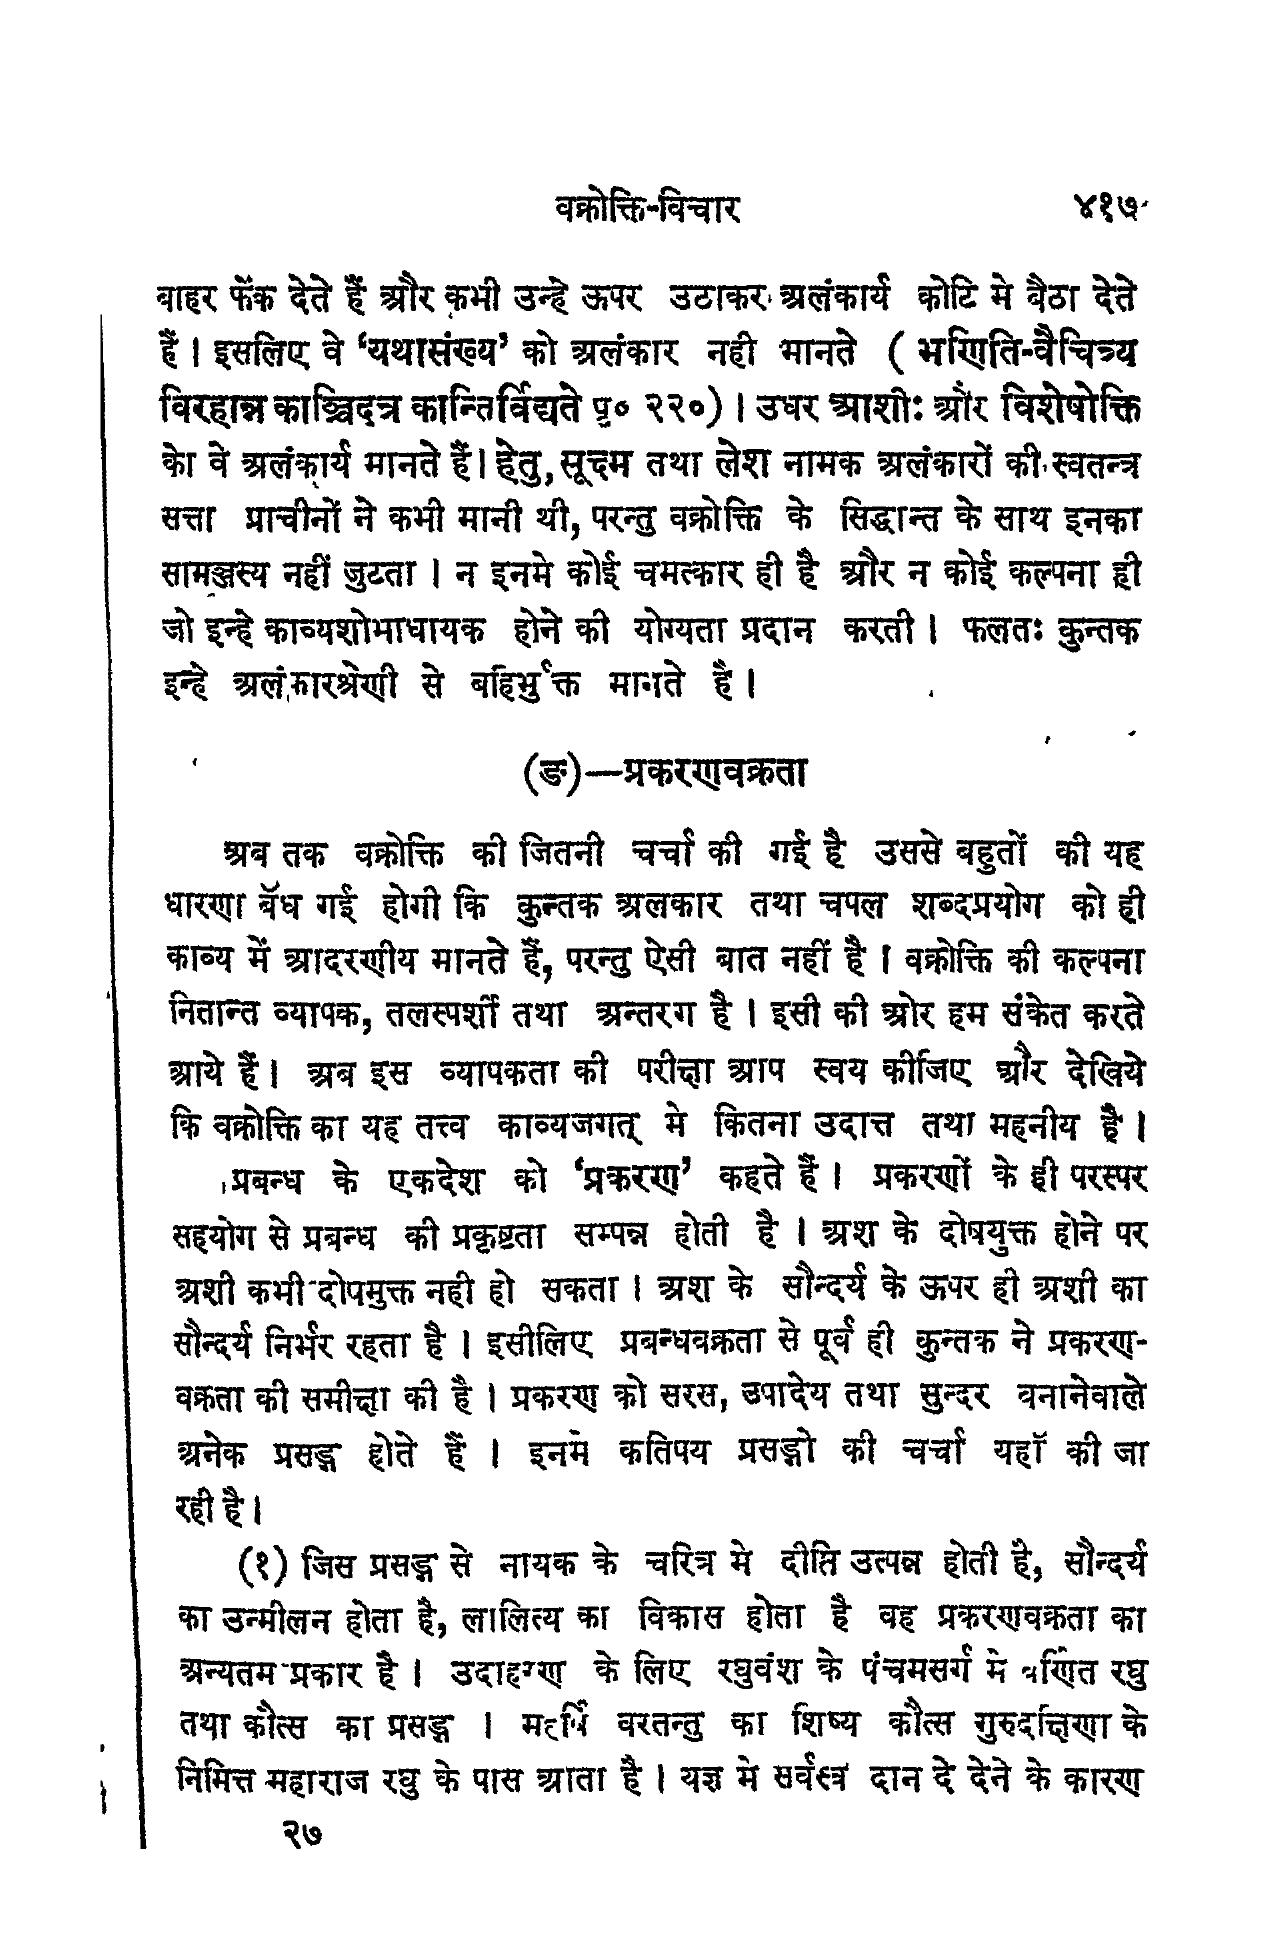 वक्रोक्ति-विचार ४१७
बाहर फेंक देते हैं और कभी उन्हे ऊपर उठाकर अलंकार्य कोटि मे बैठा देते
हैं । इसलिए वे ‘यथासंख्य’ को अलंकार नही मानते ( भणिति-वैचित्र्य
विरहान्न काञ्चिदत्र कान्तिर्विद्यते पृ० २२०) । उधर आशीः और विशेषोक्ति
को वे अलंकार्य मानते हैं। हेतु, सूक्ष्म तथा लेश नामक अलंकारों की स्वतन्त्र
सत्ता प्राचीनों ने कभी मानी थी, परन्तु वक्रोक्ति के सिद्धान्त के साथ इनका
सामञ्जस्य नहीं जुटता । न इनमे कोई चमत्कार ही है और न कोई कल्पना ही
जो इन्हे काव्यशोभाधायक होने की योग्यता प्रदान करती । फलतः कुन्तक
इन्हे अलंकारश्रेणी से बहिर्भुक्त मानते है ।
(ङ)—प्रकरणवक्रता
अब तक वक्रोक्ति की जितनी चर्चा की गई है उससे बहुतों की यह
धारणा बॅध गई होगी कि कुन्तक अलकार तथा चपल शब्दप्रयोग को ही
काव्य में आदरणीय मानते हैं, परन्तु ऐसी बात नहीं है । वक्रोक्ति की कल्पना
नितान्त व्यापक, तलस्पर्शी तथा अन्तरग है । इसी की ओर हम संकेत करते
आये हैं । अब इस व्यापकता की परीक्षा आप स्वय कीजिए और देखिये
कि वक्रोक्ति का यह तत्त्व काव्यजगत् मे कितना उदात्त तथा महनीय है ।
प्रबन्ध के एकदेश को ‘प्रकरण’ कहते हैं । प्रकरणों के ही परस्पर
सहयोग से प्रबन्ध की प्रकृष्टता सम्पन्न होती है । अश के दोषयुक्त होने पर
अशी कभी दोषमुक्त नही हो सकता । अश के सौन्दर्य के ऊपर ही अशी का
सौन्दर्य निर्भर रहता है । इसीलिए प्रबन्धवक्रता से पूर्व ही कुन्तक ने प्रकरण-
वक्रता की समीक्षा की है । प्रकरण को सरस, उपादेय तथा सुन्दर बनानेवाले
अनेक प्रसङ्ग होते हैं । इनमे कतिपय प्रसङ्गो की चर्चा यहॉ की जा
रही है ।
(१) जिस प्रसङ्ग से नायक के चरित्र मे दीप्ति उत्पन्न होती है, सौन्दर्य
का उन्मीलन होता है, लालित्य का विकास होता है वह प्रकरणवक्रता का
अन्यतम प्रकार है । उदाहरण के लिए रघुवंश के पंचमसर्ग मे वर्णित रघु
तथा कौत्स का प्रसङ्ग । महर्षि वरतन्तु का शिष्य कौत्स गुरुदक्षिणा के
निमित्त महाराज रघु के पास आता है । यज्ञ मे सर्वस्व दान दे देने के कारण
२७